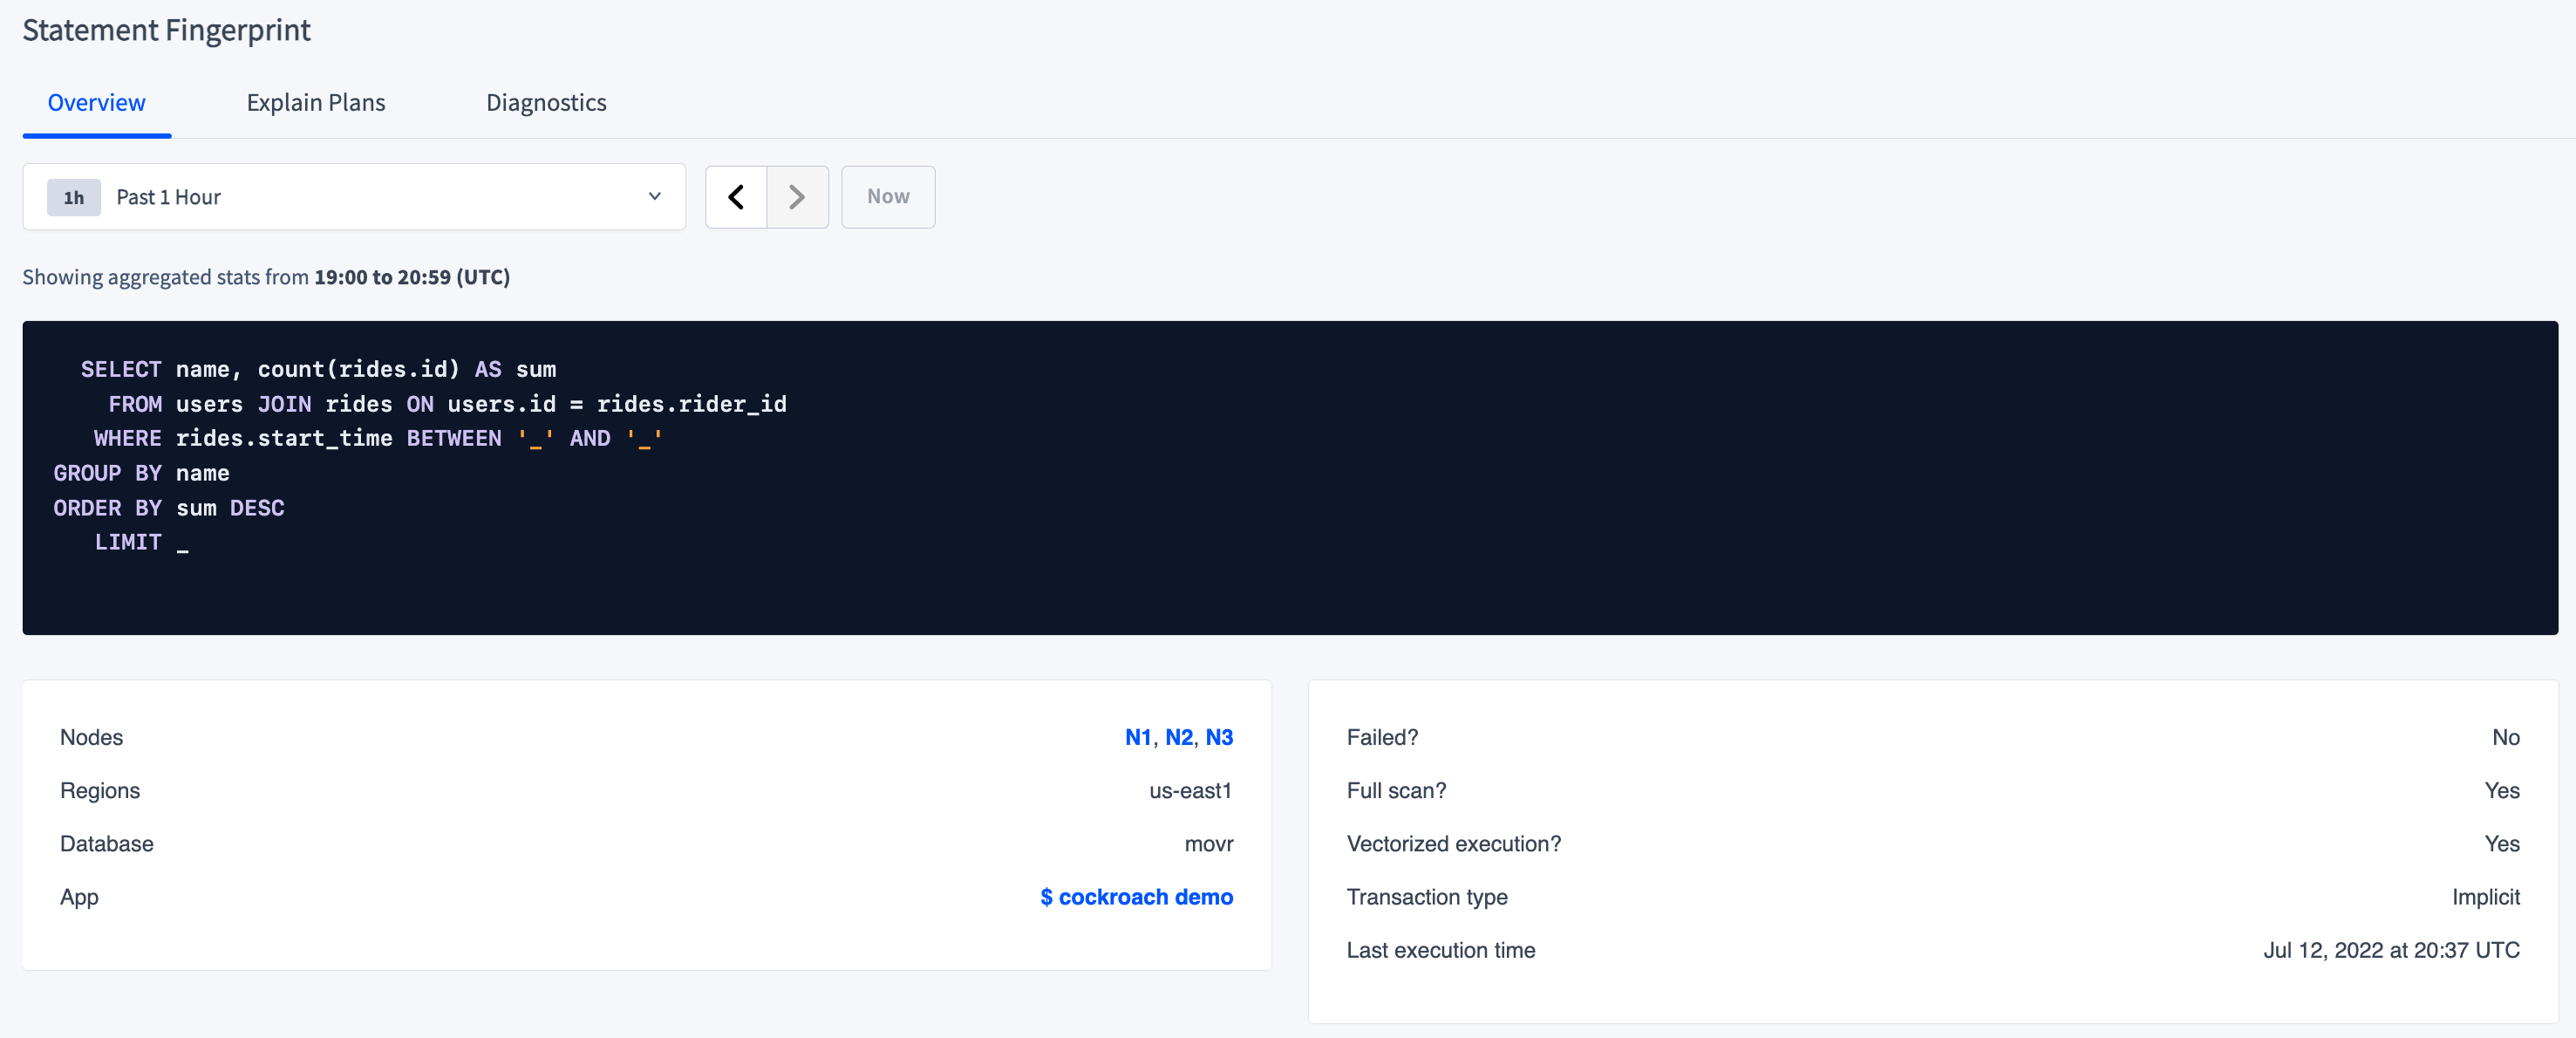 Statement Fingerprint
Overview Explain Plans Diagnostics
1h Past 1 Hour Now
Showing aggregated stats from 19:00 to 20:59 (UTC)
SELECT name, count(rides.id) AS sum
FROM users JOIN rides ON users.id = rides.rider_id
WHERE rides.start_time BETWEEN '_' AND '_'
GROUP BY name
ORDER BY sum DESC
LIMIT _
Nodes N1, N2, N3
Regions us-east1
Database movr
App $ cockroach demo
Failed? No
Full scan? Yes
Vectorized execution? Yes
Transaction type Implicit
Last execution time Jul 12, 2022 at 20:37 UTC